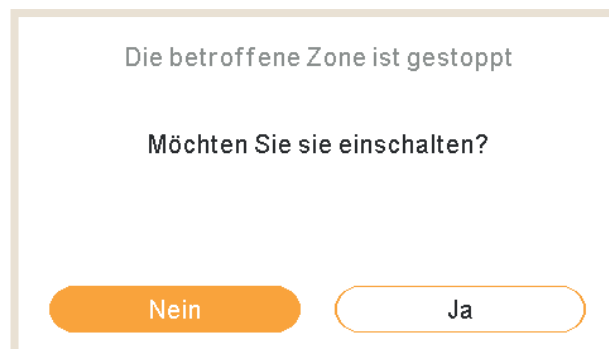 Die betroffene Zone ist gestoppt
Möchten Sie sie einschalten?
Nein
Ja